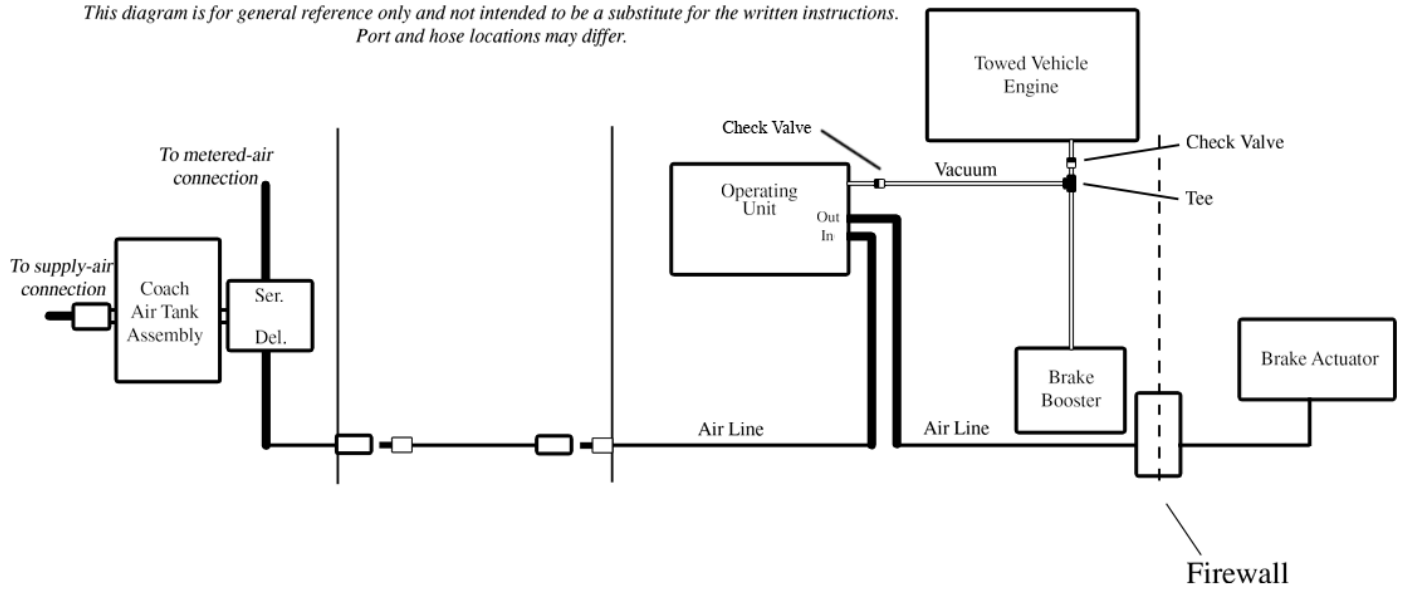 This diagram is for general reference only and not intended to be a substitute for the written instructions.
Port and hose locations may differ.
Towed Vehicle
Engine
Check Valve
Check Valve
To metered-air
connection
Vacuum
Operating
Unit
Tee
Out
In
To supply-air
connection
Coach
Air Tank
Assembly
Ser.
Del.
Brake Actuator
Brake
Booster
Air Line
Air Line
Firewall